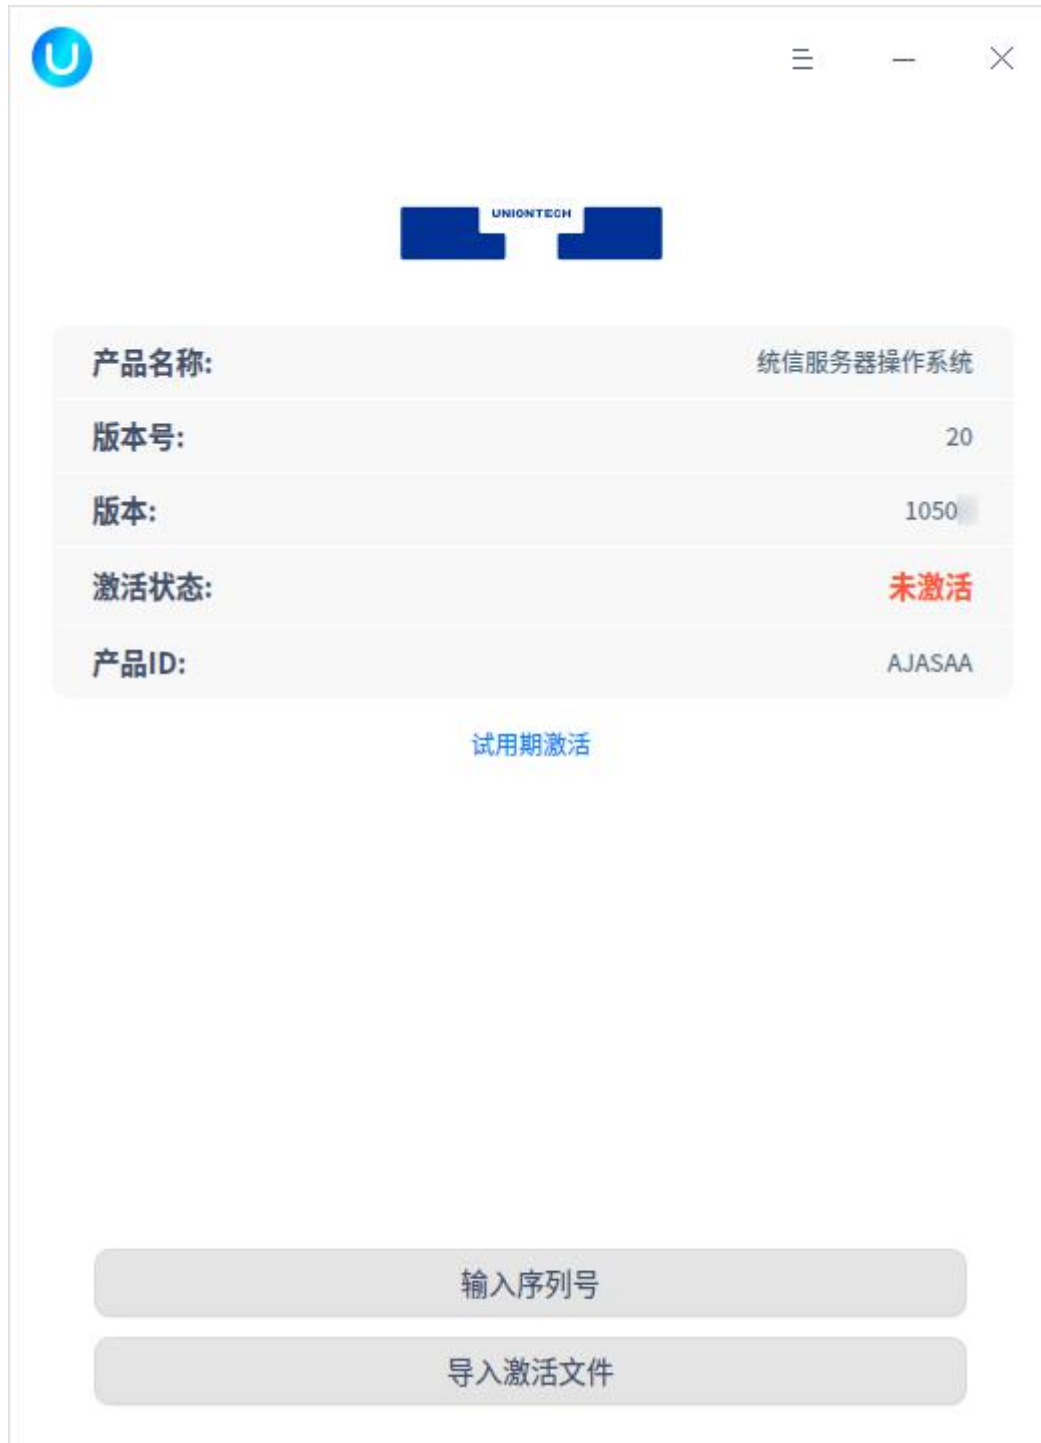 UNIONTECH
产品名称: 统信服务器操作系统
版本号: 20
版本: 1050
激活状态: 未激活
产品ID: AJASAA
试用期激活
输入序列号
导入激活文件